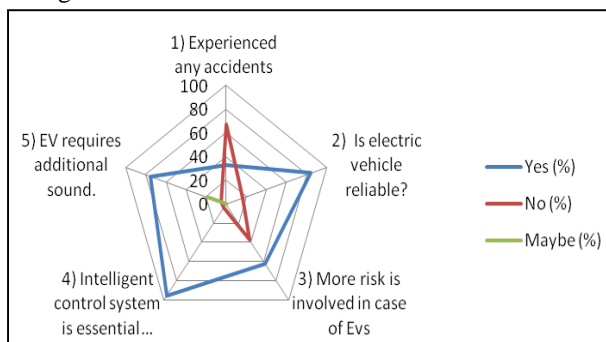 1) Experienced
any accidents
100
80
60
40
20
0
2) Is electric
vehicle
reliable?
3) More risk is
involved in case
of Evs
4) Intelligent
control system
is essential...
5) EV requires
additional
sound.
Yes (%)
No (%)
Maybe (%)